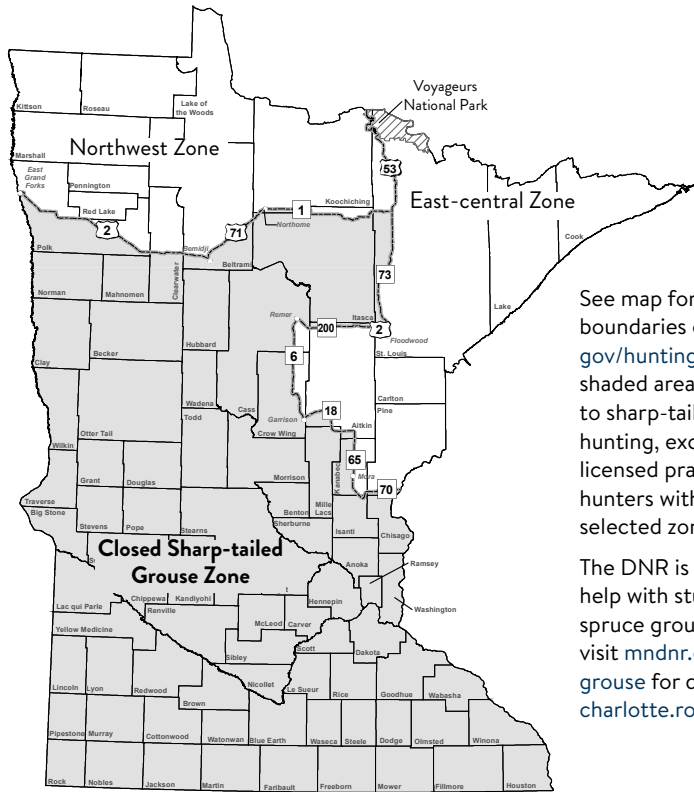 Voyageurs
National Park
Kittson
Roseau
Lake of
the Woods
Northwest Zone
53
Marshall
East
Grand
Forks
Pennington
Red Lake
1
Koochiching
East-central Zone
2
71
Northome
Cook
Polk
Bemidji
Beltrami
Clearwater
73
Lake
Norman
Mahnomen
Itasca
Remer
200
2
Floodwood
Hubbard
6
St. Louis
Becker
Clay
Carlton
Wadena
Cass
18
Pine
Todd
Garrison
Aitkin
Crow Wing
Otter Tail
Wilkin
65
Kanabec
Mora
Morrison
70
Grant
Douglas
Mille
Lacs
Benton
Traverse
Big Stone
Sherburne
Stevens
Pope
Stearns
Isanti
Chisago
Closed Sharp-tailed
Grouse Zone
Anoka
Ramsey
Chippewa
Kandiyohi
Hennepin
Washington
Lac qui Parle
Renville
McLeod
Carver
Yellow Medicine
Scott
Dakota
Sibley
Lincoln
Lyon
Redwood
Nicollet
Le Sueur
Rice
Goodhue
Wabasha
Brown
Pipestone
Murray
Cottonwood
Watonwan
Blue Earth
Waseca
Steele
Dodge
Olmsted
Winona
Rock
Nobles
Jackson
Martin
Faribault
Freeborn
Mower
Fillmore
Houston
See map for
boundaries
gov/hunting
shaded area
to sharp-tail
hunting, exc
licensed pra
hunters with
selected zon
The DNR is
help with stu
spruce grou
visit mndnr.
grouse for
charlotte.ro